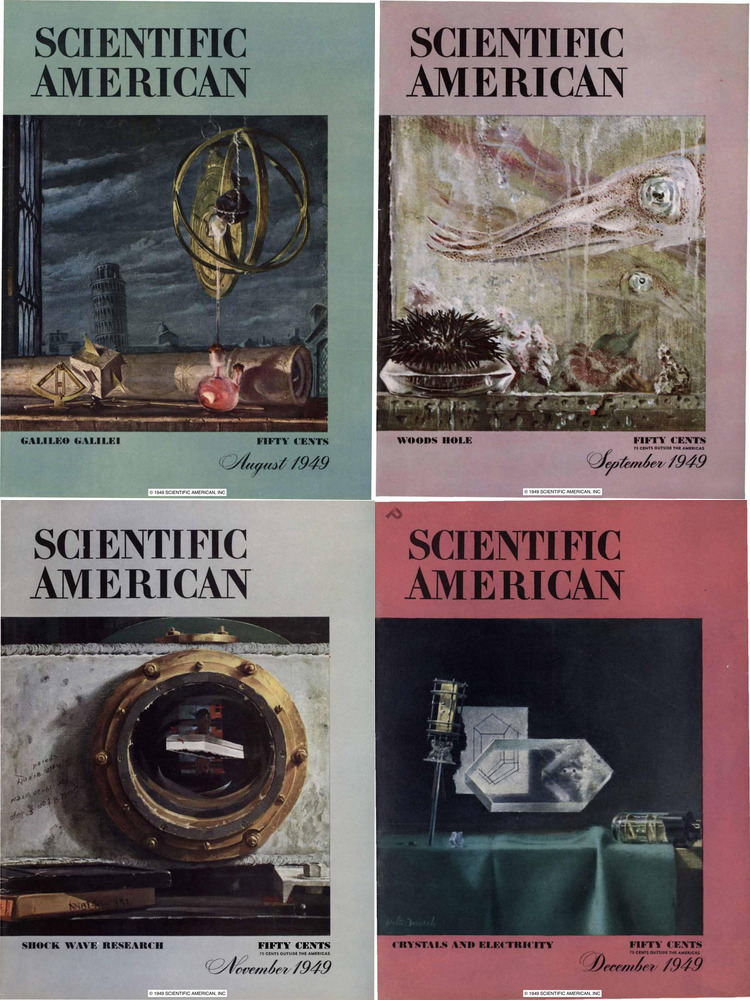 SCIENTIFIC
AMERICAN
GALILEO GALILEI
FIFTY CENTS
August 1949
© 1949 SCIENTIFIC AMERICAN, INC
SCIENTIFIC
AMERICAN
WOODS HOLE
FIFTY CENTS
75 CENTS OUTSIDE THE AMERICAS
September 1949
© 1949 SCIENTIFIC AMERICAN, INC
SCIENTIFIC
AMERICAN
SHOCK WAVE RESEARCH
FIFTY CENTS
75 CENTS OUTSIDE THE AMERICAS
November 1949
© 1949 SCIENTIFIC AMERICAN, INC
P
SCIENTIFIC
AMERICAN
CRYSTALS AND ELECTRICITY
FIFTY CENTS
75 CENTS OUTSIDE THE AMERICAS
December 1949
© 1949 SCIENTIFIC AMERICAN, INC